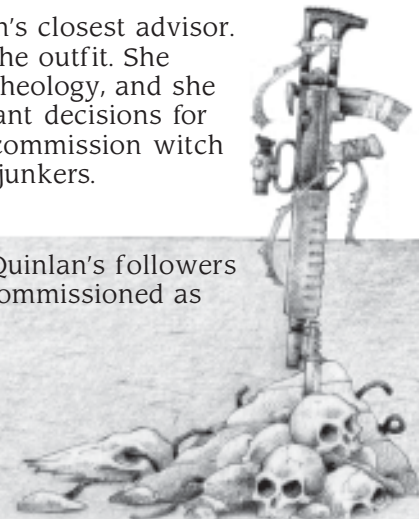 n's closest advisor.
he outfit. She
heology, and she
ant decisions for
commission witch
junkers.
Quinlan's followers
ommissioned as